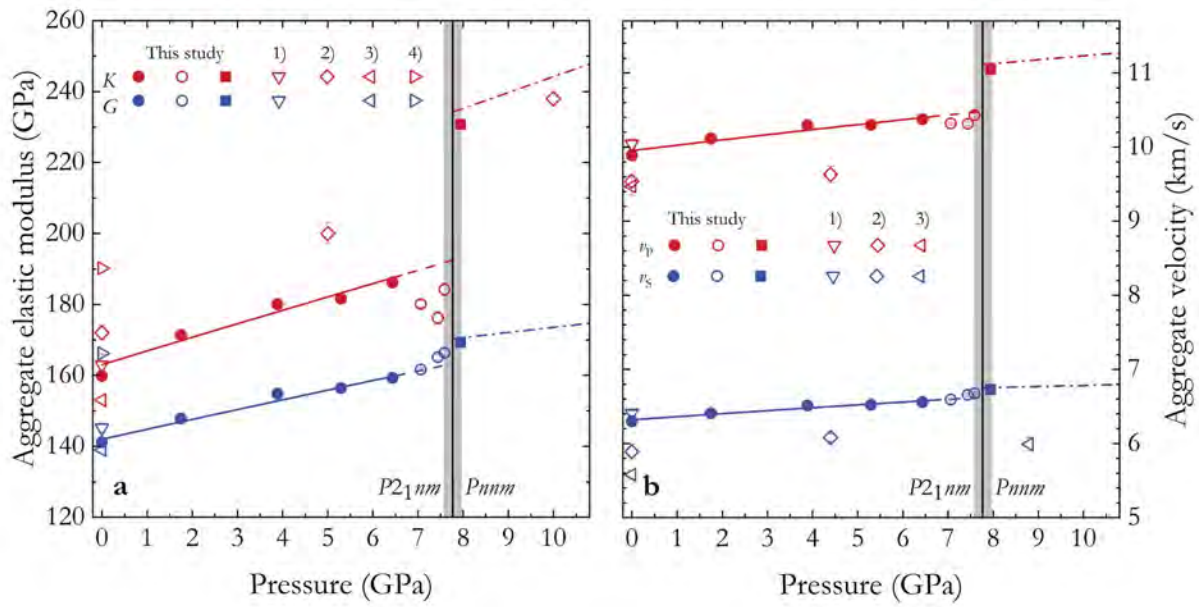 260
240
220
200
180
160
140
120
Aggregate elastic modulus (GPa)
This study 1) 2) 3) 4)
K
G
a
P2₁nm Pnnm
0 1 2 3 4 5 6 7 8 9 10
Pressure (GPa)
This study 1) 2) 3)
v_P
v_S
b
P2₁nm Pnnm
0 1 2 3 4 5 6 7 8 9 10
Pressure (GPa)
11
10
9
8
7
6
5
Aggregate velocity (km/s)